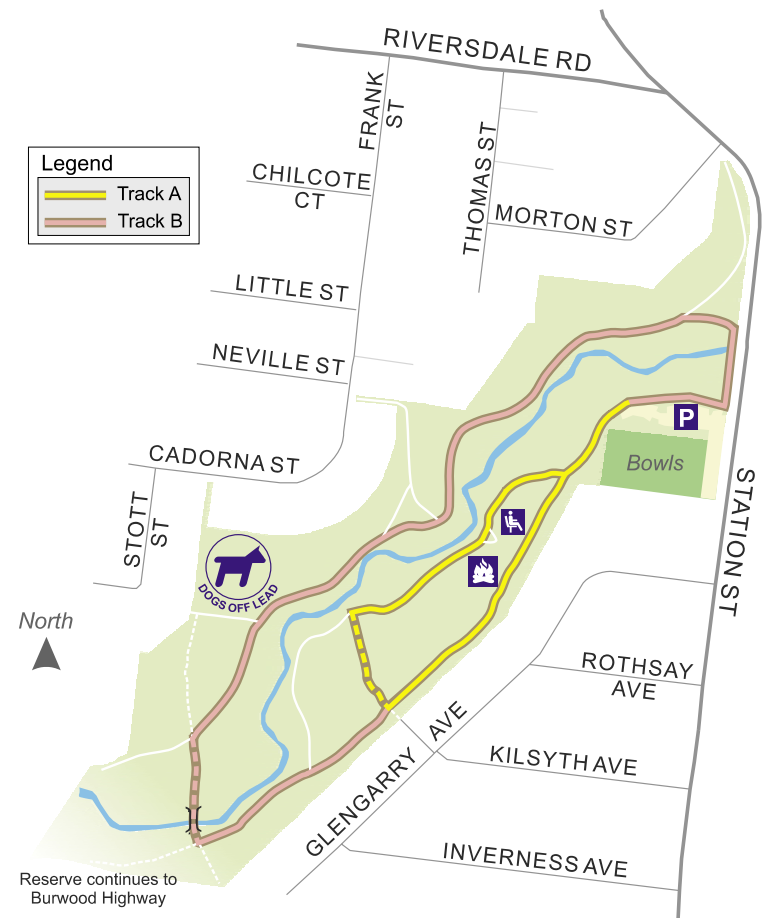 RIVERSDALE RD
FRANK
ST
Legend
Track A
Track B
THOMAS ST
CHILCOTE
CT
MORTON ST
LITTLE ST
NEVILLE ST
P
CADORNA ST
Bowls
STOTT
ST
STATION ST
DOGS OFF LEAD
North
ROTHSAY
AVE
GLENGARRY AVE
KILSYTH AVE
INVERNESS AVE
Reserve continues to
Burwood Highway